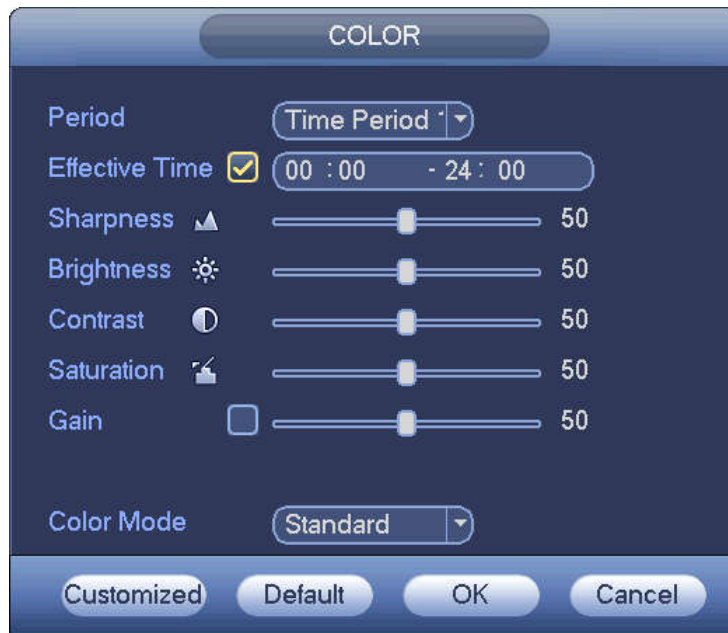 COLOR
Period Time Period
Effective Time 00 :00 - 24 : 00
Sharpness 50
Brightness 50
Contrast 50
Saturation 50
Gain 50
Color Mode Standard
Customized Default OK Cancel